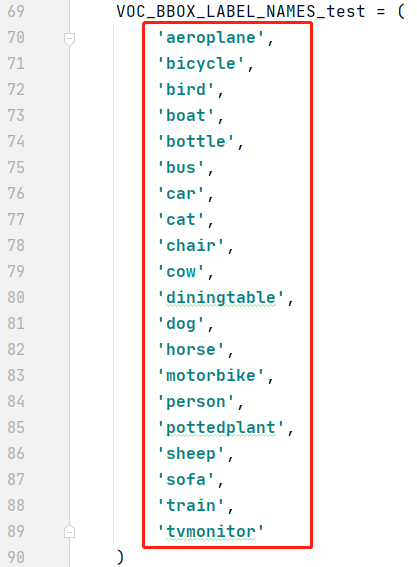 69 VOC_BBOX_LABEL_NAMES_test = (
70 'aeroplane',
71 'bicycle',
72 'bird',
73 'boat',
74 'bottle',
75 'bus',
76 'car',
77 'cat',
78 'chair',
79 'cow',
80 'diningtable',
81 'dog',
82 'horse',
83 'motorbike',
84 'person',
85 'pottedplant',
86 'sheep',
87 'sofa',
88 'train',
89 'tvmonitor'
90 )